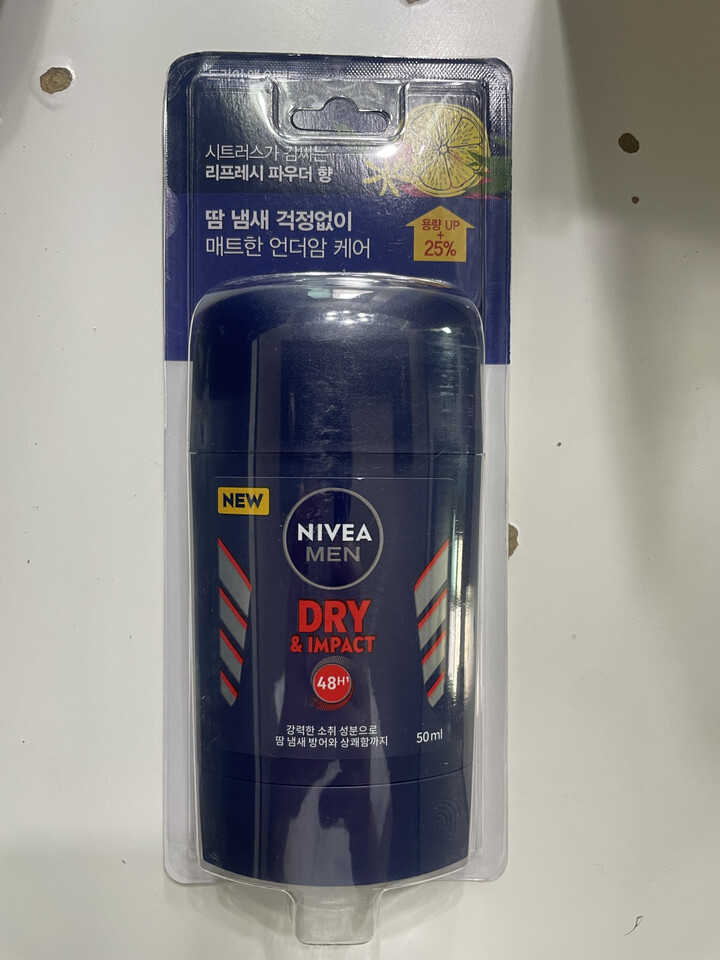 시트러스가 감싸는
리프레시 파우더 향
땀 냄새 걱정없이
매트한 언더암 케어
용량 UP
+
25%
NEW
NIVEA
MEN
DRY
& IMPACT
48H¹
강력한 소취 성분으로
땀 냄새 방어와 상쾌함까지
50ml